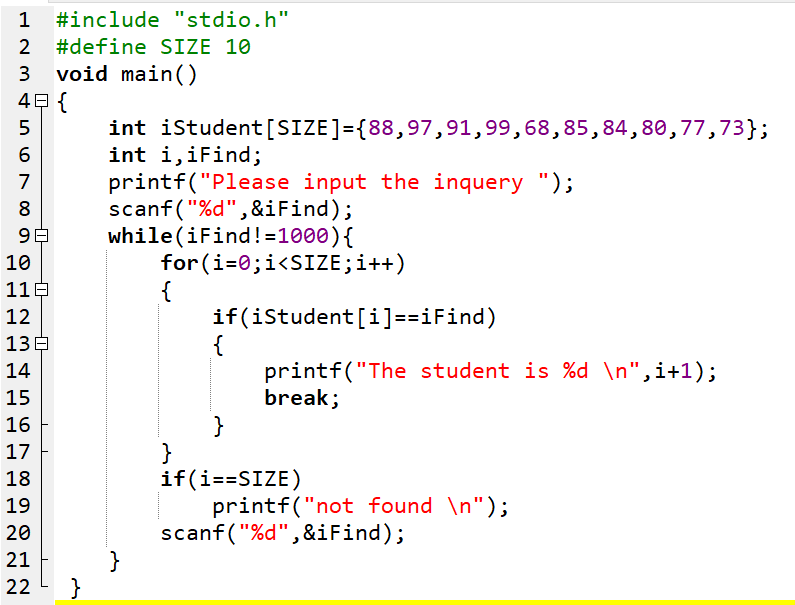 1 #include "stdio.h"
2 #define SIZE 10
3 void main()
4 {
5 int iStudent[SIZE]={88,97,91,99,68,85,84,80,77,73};
6 int i,iFind;
7 printf("Please input the inquery ");
8 scanf("%d",&iFind);
9 while(iFind!=1000){
10 for(i=0;i<SIZE;i++)
11 {
12 if(iStudent[i]==iFind)
13 {
14 printf("The student is %d \n",i+1);
15 break;
16 }
17 }
18 if(i==SIZE)
19 printf("not found \n");
20 scanf("%d",&iFind);
21 }
22 }